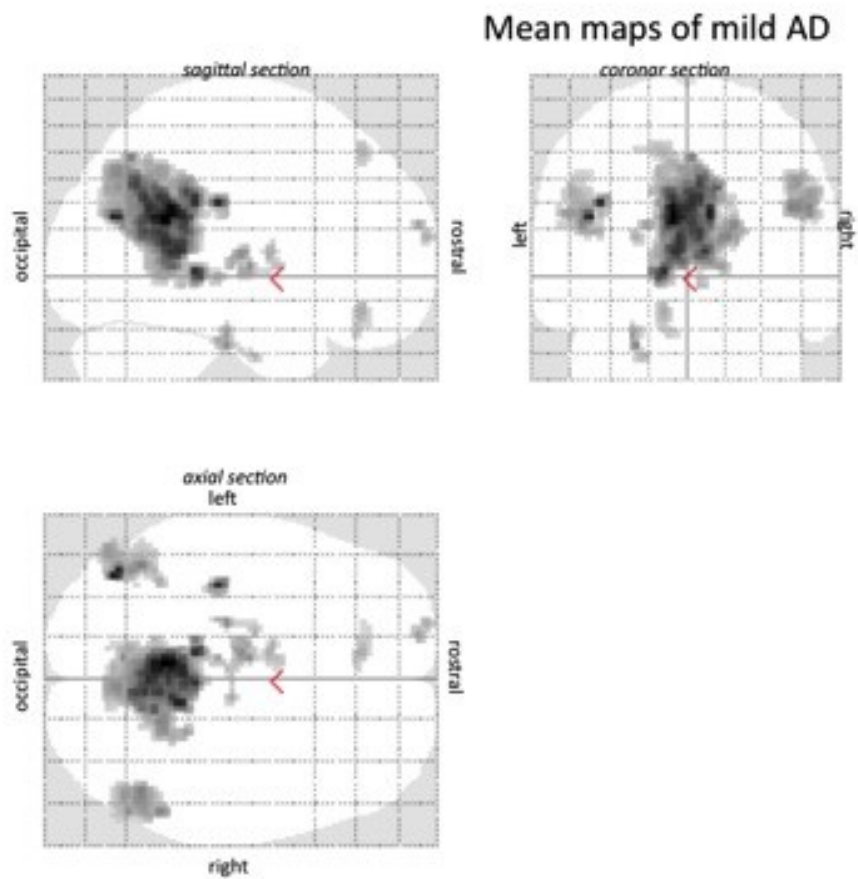 Mean maps of mild AD
sagittal section
coronar section
occipital
rostral
left
right
axial section
left
occipital
rostral
right